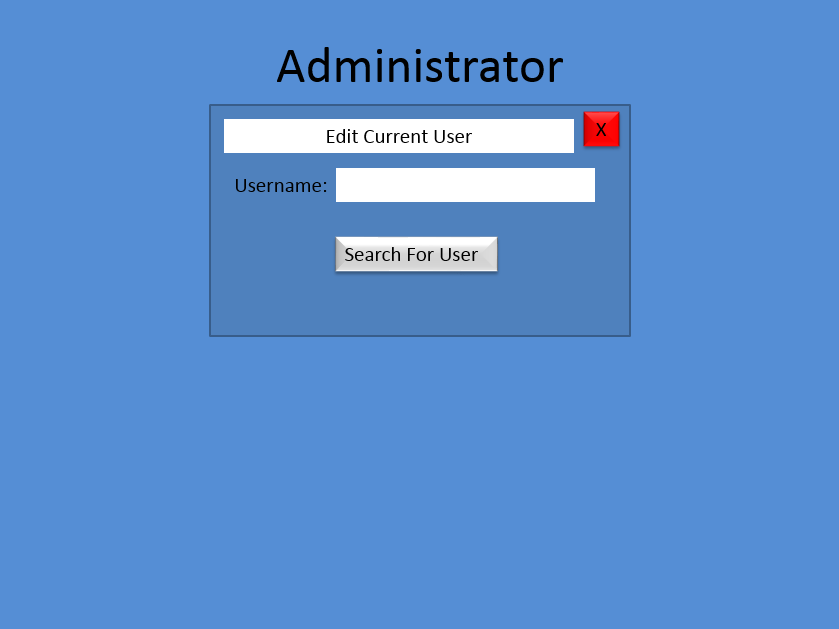 Administrator
Edit Current User
X
Username:
Search For User